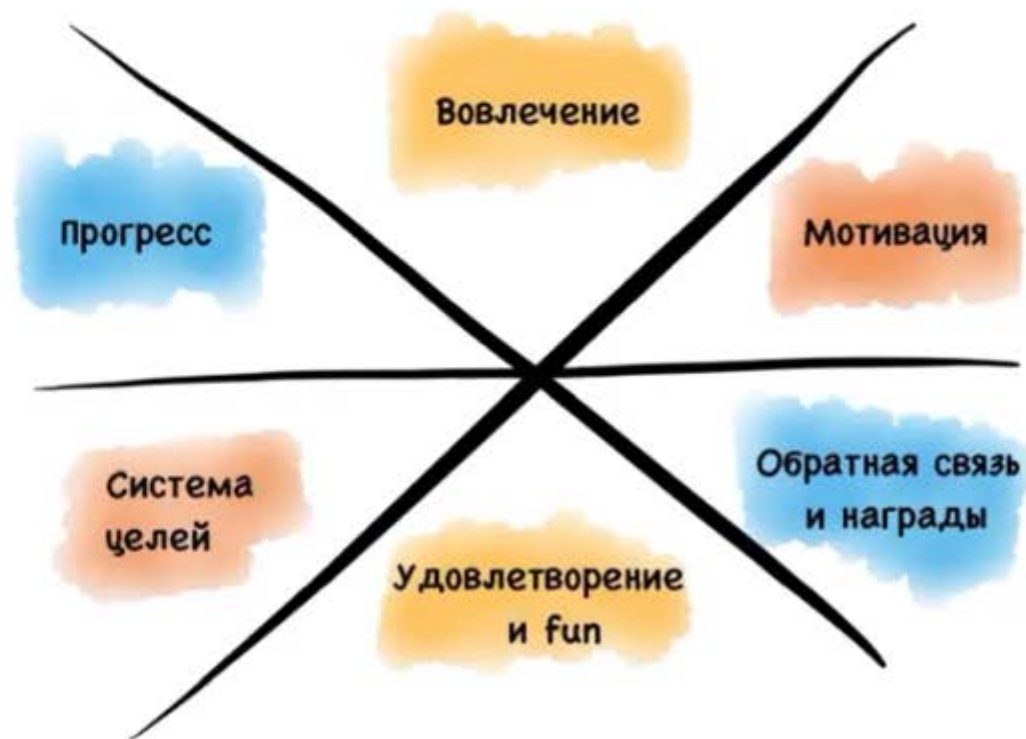 Вовлечение
Прогресс
Мотивация
Система
целей
Обратная связь
и награды
Удовлетворение
и fun